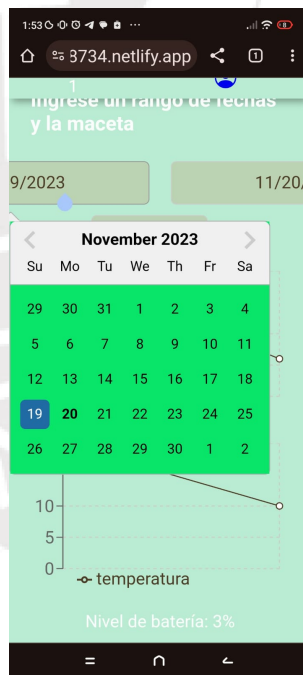 1:53
8734.netlify.app
1
1
Ingrese un rango de fechas
y la maceta
9/2023
11/20/
November 2023
Su Mo Tu We Th Fr Sa
29 30 31 1 2 3 4
5 6 7 8 9 10 11
12 13 14 15 16 17 18
19 20 21 22 23 24 25
26 27 28 29 30 1 2
10
5
0
temperatura
Nivel de batería: 3%